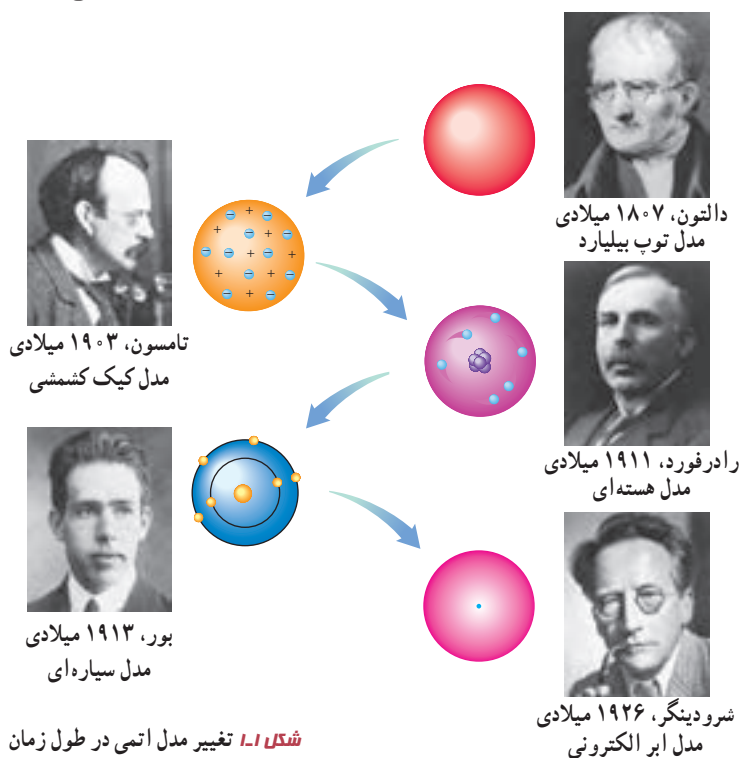 دالتون، ۱۸۰۷ میلادی
مدل توپ بیلیارد
تامسون، ۱۹۰۳ میلادی
مدل کیک کشمشی
رادرفورد، ۱۹۱۱ میلادی
مدل هسته‌ای
بور، ۱۹۱۳ میلادی
مدل سیاره‌ای
شرودینگر، ۱۹۲۶ میلادی
مدل ابر الکترونی
شکل ۱ـ۱ تغییر مدل اتمی در طول زمان